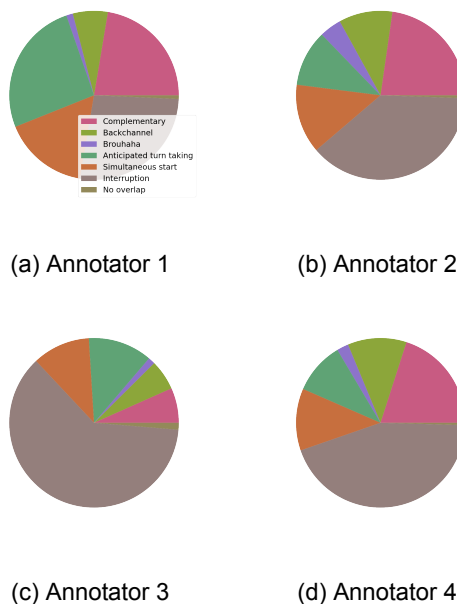 Complementary
Backchannel
Brouhaha
Anticipated turn taking
Simultaneous start
Interruption
No overlap
(a) Annotator 1
(b) Annotator 2
(c) Annotator 3
(d) Annotator 4